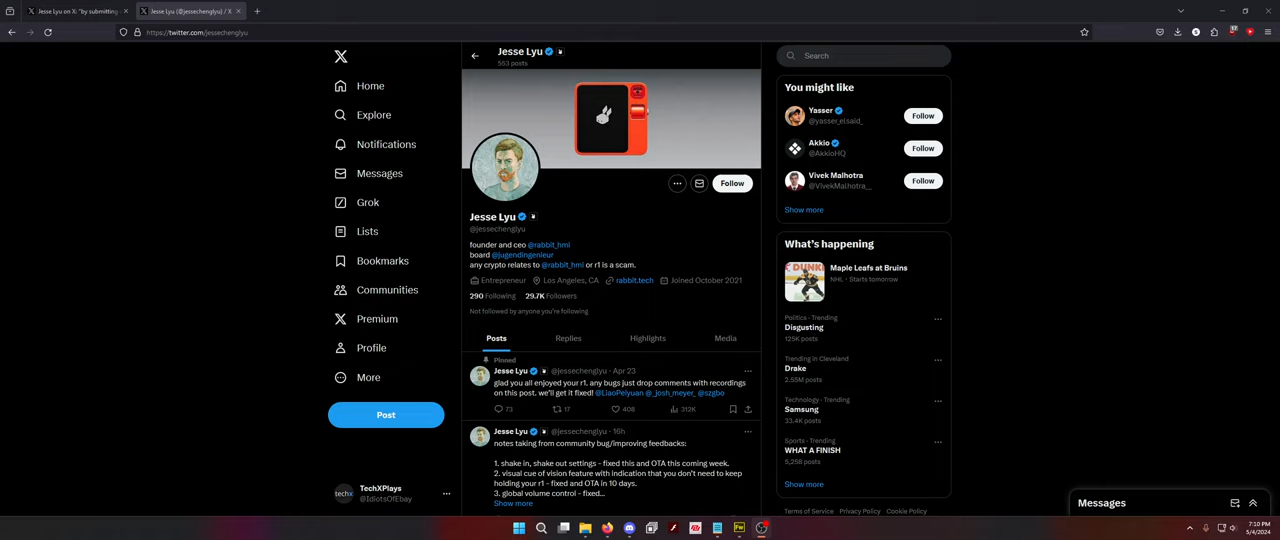 Jesse Lyu on X: "by submitting
Jesse Lyu (@jessechenglyu) / X
https://twitter.com/jessechenglyu
17
Home
Explore
Notifications
Messages
Grok
Lists
Bookmarks
Communities
Premium
Profile
More
Post
TechXPlays
@IdiotsOfEbay
Jesse Lyu
553 posts
Follow
Jesse Lyu
@jessechenglyu
founder and ceo @rabbit_hmi
board @jugendingenieur
any crypto relates to @rabbit_hmi or r1 is a scam.
Entrepreneur Los Angeles, CA rabbit.tech Joined October 2021
290 Following 29.7K Followers
Not followed by anyone you're following
Posts Replies Highlights Media
Pinned
Jesse Lyu @jessechenglyu · Apr 23
glad you all enjoyed your r1. any bugs just drop comments with recordings
on this post. we'll get it fixed! @LiaoPeiyuan @_josh_meyer_ @szgbo
73 17 408 312K
Jesse Lyu @jessechenglyu · 16h
notes taking from community bug/improving feedbacks:
1. shake in, shake out settings - fixed this and OTA this coming week.
2. visual cue of vision feature with indication that you don't need to keep
holding your r1 - fixed and OTA in 10 days.
3. global volume control - fixed...
Show more
Search
You might like
Yasser
@yasser_elsaid_
Follow
Akkio
@AkkioHQ
Follow
Vivek Malhotra
@VivekMalhotra__
Follow
Show more
What's happening
Maple Leafs at Bruins
NHL · Starts tomorrow
Politics · Trending
Disgusting
125K posts
Trending in Cleveland
Drake
2.55M posts
Technology · Trending
Samsung
33.4K posts
Sports · Trending
WHAT A FINISH
5,258 posts
Show more
Terms of Service Privacy Policy Cookie Policy
Messages
7:10 PM
5/4/2024